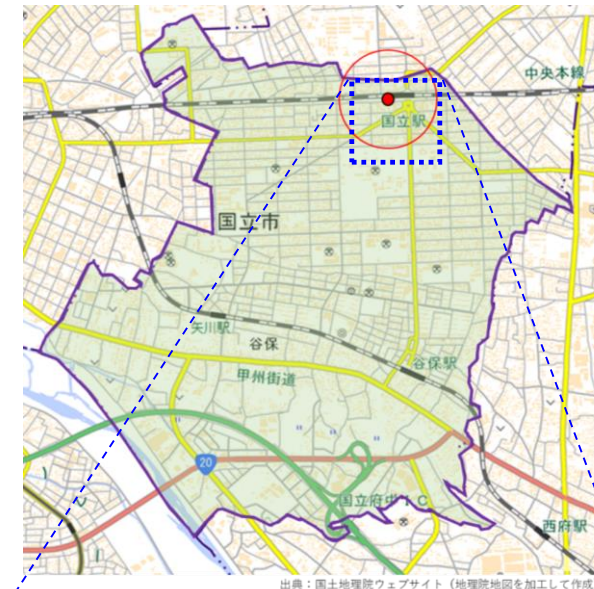 中央本線
国立駅
国立市
矢川駅
谷保
谷保駅
甲州街道
20
国立府中IC
西府駅
出典：国土地理院ウェブサイト（地理院地図を加工して作成